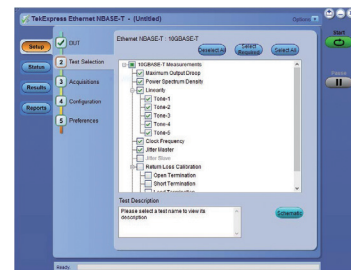 TekExpress Ethernet NBASE-T - (Untitled)
Options
Setup
Status
Results
Reports
1 DUT
2 Test Selection
3 Acquisitions
4 Configuration
5 Preferences
Ethernet NBASE-T : 10GBASE-T
Deselect All
Select Required
Select All
10GBASE-T Measurements
Maximum Output Droop
Power Spectrum Density
Linearity
Tone-1
Tone-2
Tone-3
Tone-4
Tone-5
Clock Frequency
Jitter Master
Jitter Slave
Return Loss Calibration
Open Termination
Short Termination
Load Termination
Test Description
Please select a test name to view its
description
Schematic
Start
Pause
Ready